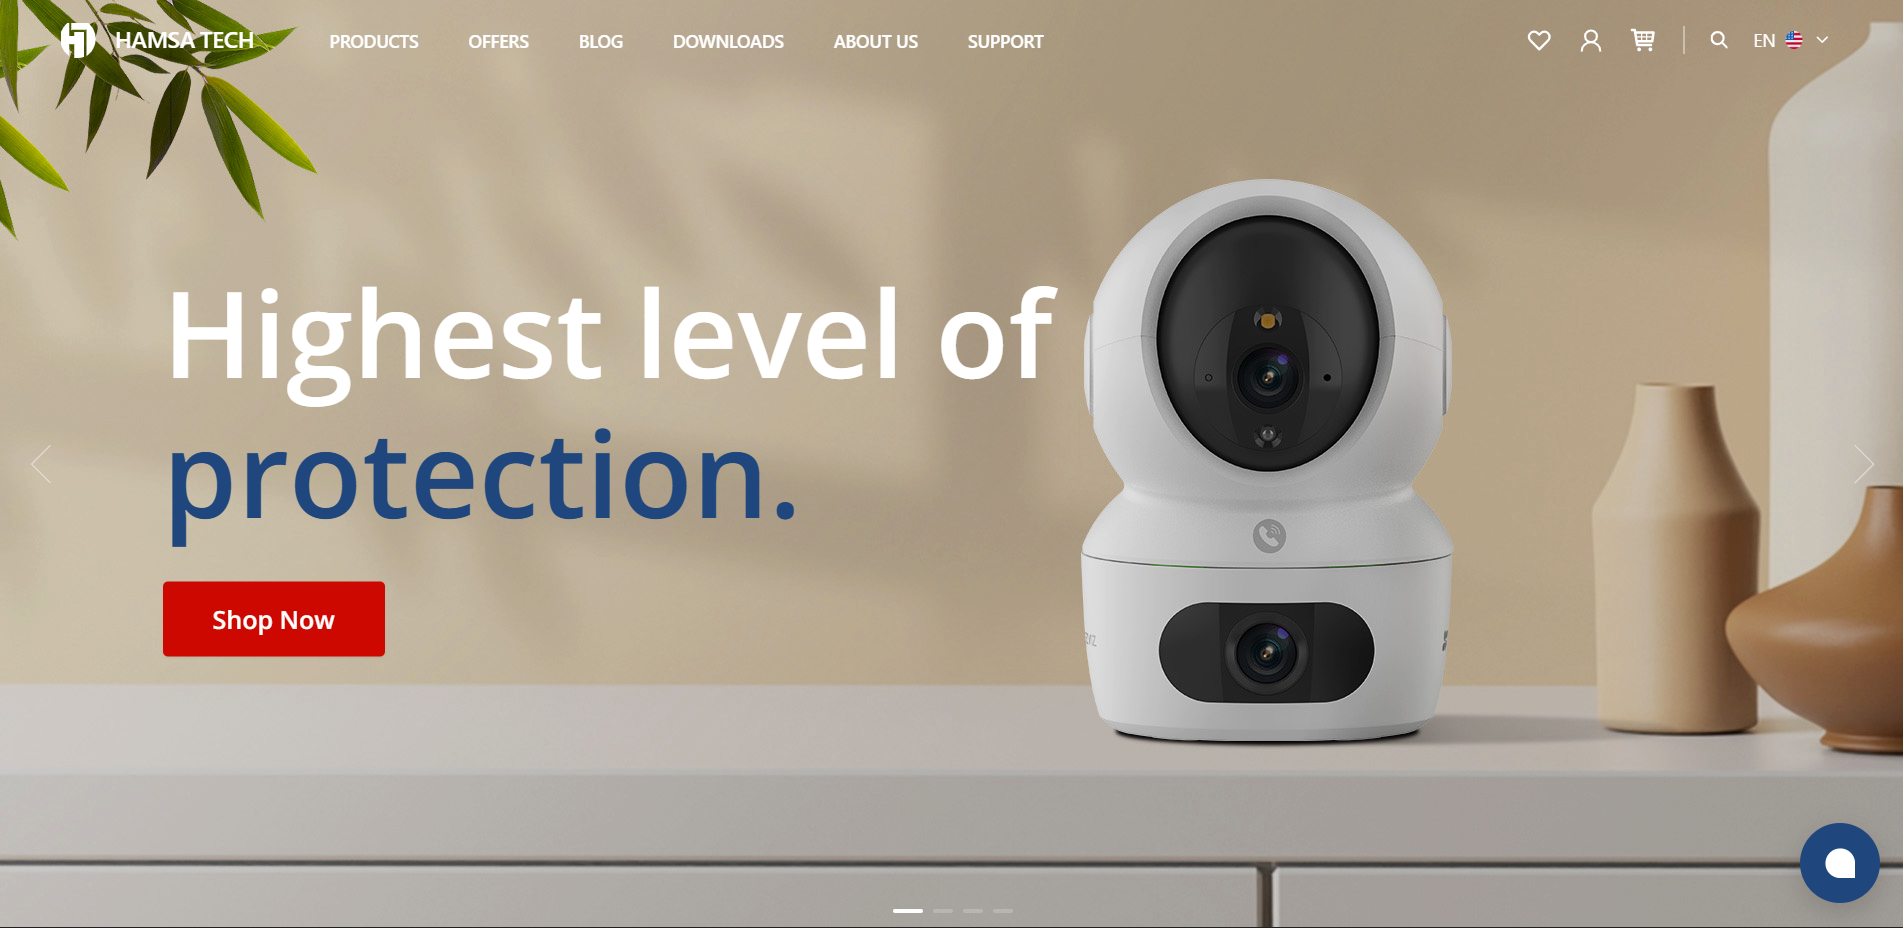 HAMSA TECH
PRODUCTS
OFFERS
BLOG
DOWNLOADS
ABOUT US
SUPPORT
EN
Highest level of
protection.
Shop Now